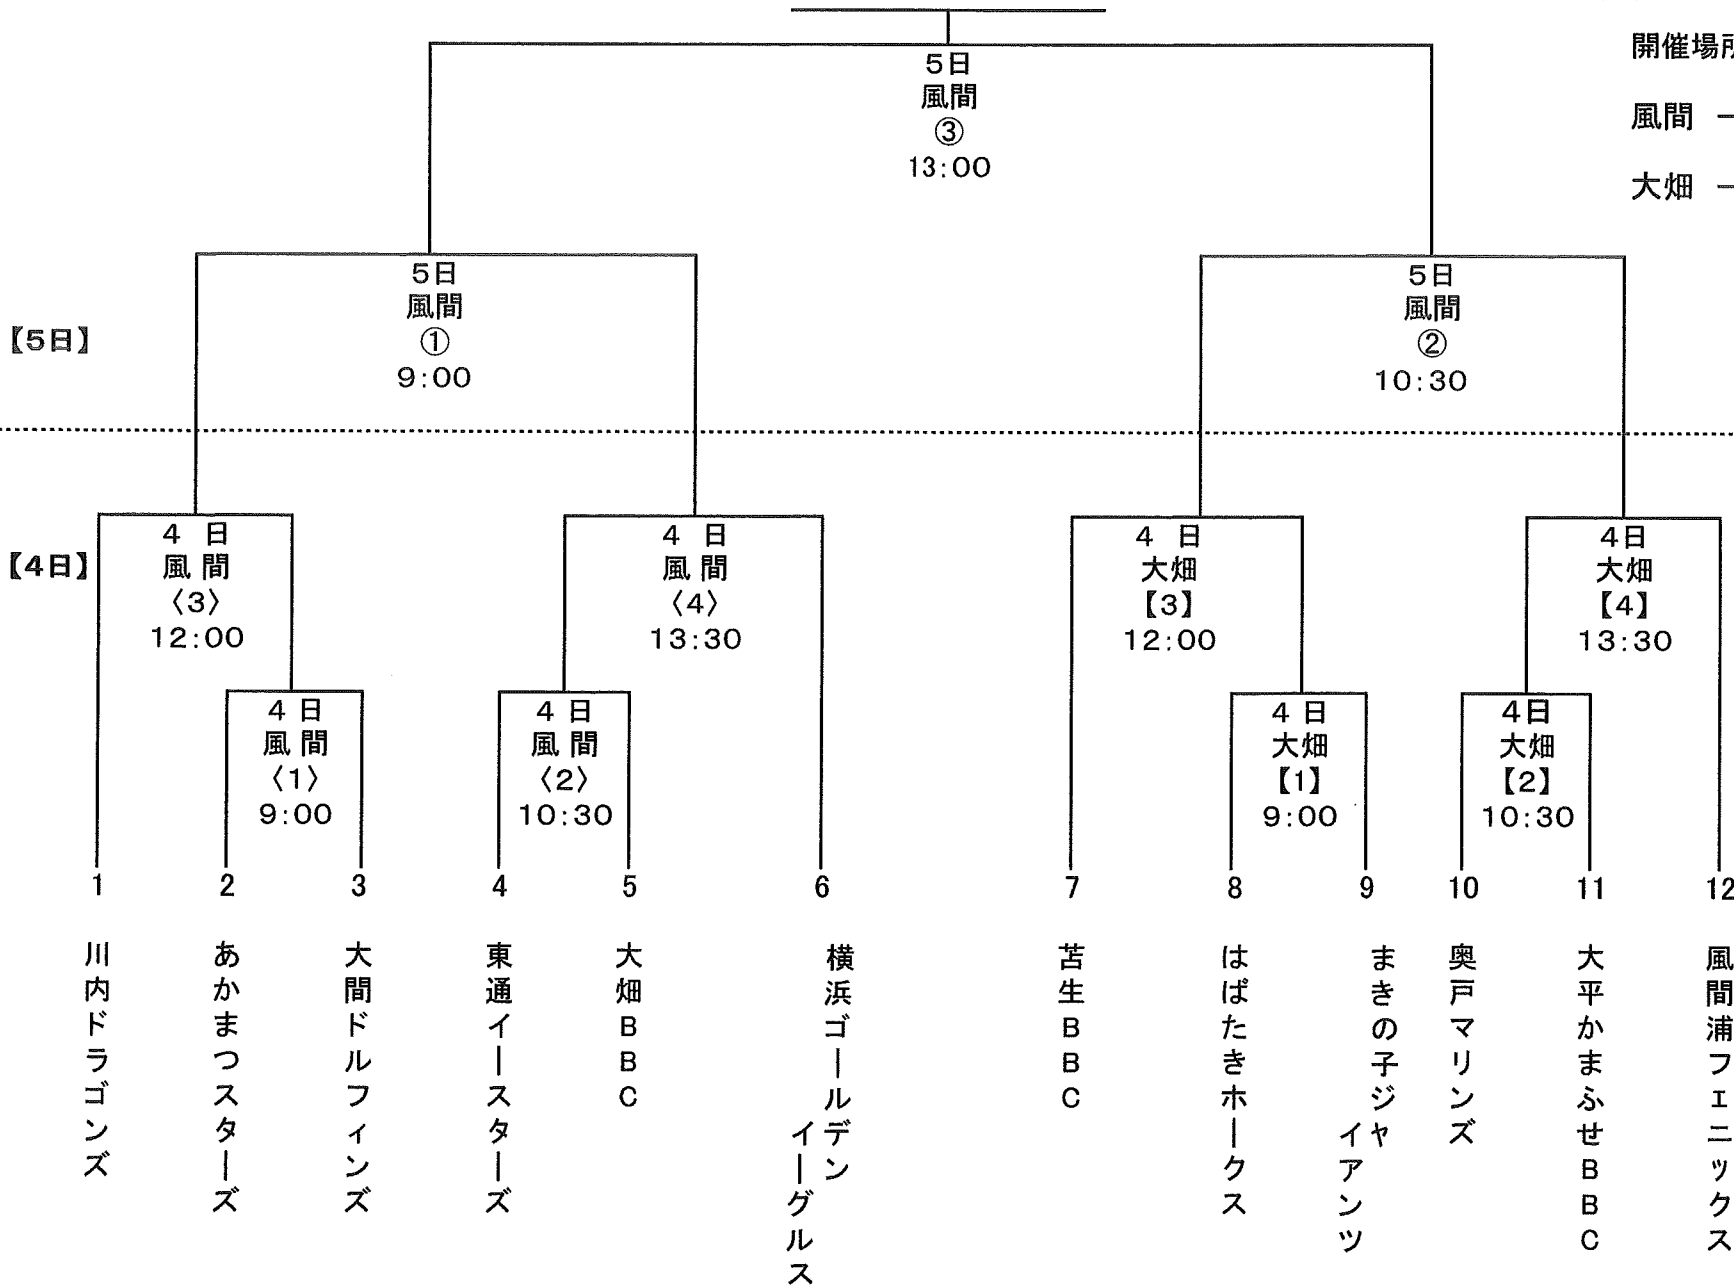 開催場所
5日
風間
③
13:00
風間 ―
大畑 ―
【5日】
5日
風間
①
9:00
5日
風間
②
10:30
【4日】
4 日
風 間
〈3〉
12:00
4 日
風 間
〈4〉
13:30
4 日
大畑
【3】
12:00
4日
大畑
【4】
13:30
4 日
風 間
〈1〉
9:00
4 日
風 間
〈2〉
10:30
4 日
大畑
【1】
9:00
4日
大畑
【2】
10:30
1
2
3
4
5
6
7
8
9
10
11
12
川内ドラゴンズ
あかまつスターズ
大間ドルフィンズ
東通イースターズ
大畑BBC
横浜ゴールデン
イーグルス
苫生BBC
はばたきホークス
まきの子ジャ
イアンツ
奥戸マリンズ
大平かまふせBBC
風間浦フェニックス